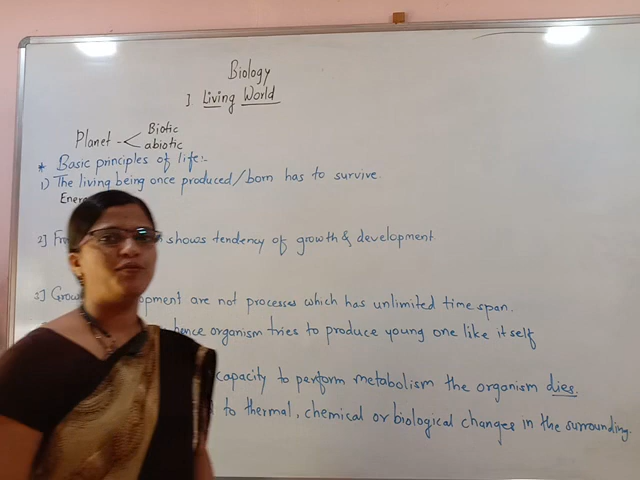 Biology
1 Living World
Planet - Biotic
abiotic
* Basic principles of life:-
1) The living being once produced/born has to survive.
Ener
2] shows tendency of growth & development
3] Grow opment are not processes which has unlimited time span.
hence organism tries to produce young one like itself
capacity to perform metabolism the organism dies.
to thermal, chemical or biological changes in the surrounding.